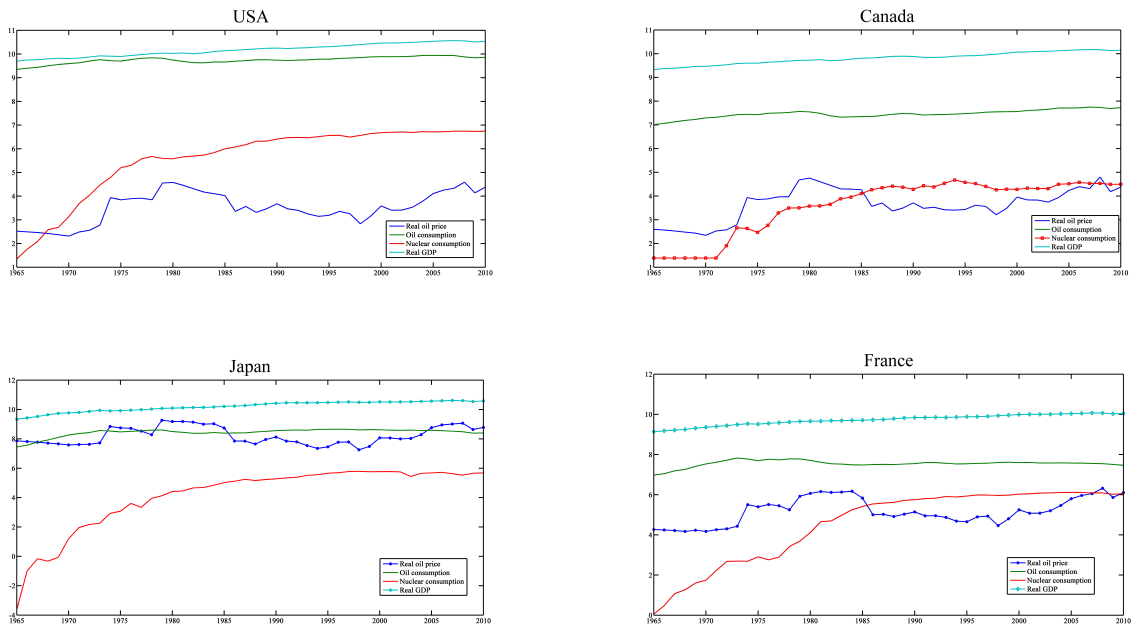 USA
11
10
9
8
7
6
5
4
3
2
1
1965 1970 1975 1980 1985 1990 1995 2000 2005 2010
Real oil price
Oil consumption
Nuclear consumption
Real GDP
Canada
11
10
9
8
7
6
5
4
3
2
1
1965 1970 1975 1980 1985 1990 1995 2000 2005 2010
Real oil price
Oil consumption
Nuclear consumption
Real GDP
Japan
12
10
8
6
4
2
0
-2
-4
1965 1970 1975 1980 1985 1990 1995 2000 2005 2010
Real oil price
Oil consumption
Nuclear consumption
Real GDP
France
12
10
8
6
4
2
0
1965 1970 1975 1980 1985 1990 1995 2000 2005 2010
Real oil price
Oil consumption
Nuclear consumption
Real GDP